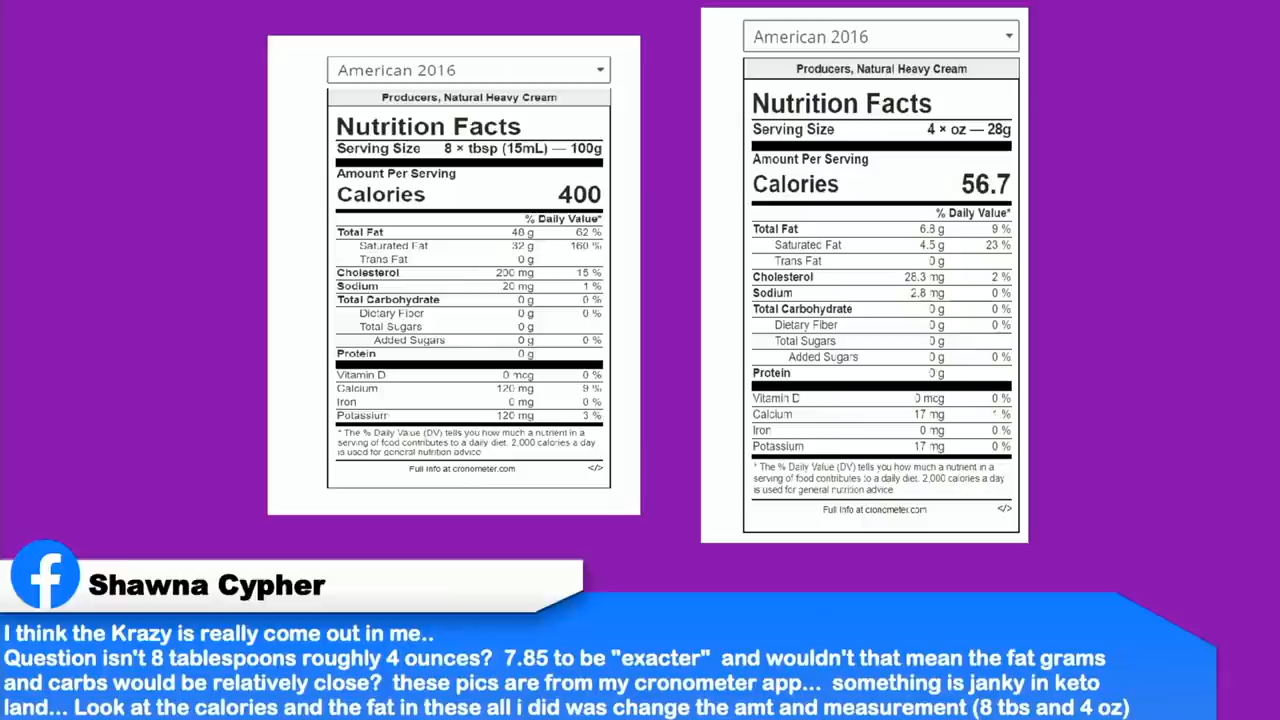 American 2016
Producers, Natural Heavy Cream
Nutrition Facts
Serving Size 8 × tbsp (15mL) — 100g
Amount Per Serving
Calories 400
% Daily Value*
Total Fat 48 g 62 %
Saturated Fat 32 g 160 %
Trans Fat 0 g
Cholesterol 200 mg 15 %
Sodium 20 mg 1 %
Total Carbohydrate 0 g 0 %
Dietary Fiber 0 g 0 %
Total Sugars 0 g
Added Sugars 0 g 0 %
Protein 0 g
Vitamin D 0 mcg 0 %
Calcium 120 mg 9 %
Iron 0 mg 0 %
Potassium 120 mg 3 %
* The % Daily Value (DV) tells you how much a nutrient in a
serving of food contributes to a daily diet. 2,000 calories a day
is used for general nutrition advice
Full info at cronometer.com </>
American 2016
Producers, Natural Heavy Cream
Nutrition Facts
Serving Size 4 × oz — 28g
Amount Per Serving
Calories 56.7
% Daily Value*
Total Fat 6.8 g 9 %
Saturated Fat 4.5 g 23 %
Trans Fat 0 g
Cholesterol 28.3 mg 2 %
Sodium 2.8 mg 0 %
Total Carbohydrate 0 g 0 %
Dietary Fiber 0 g 0 %
Total Sugars 0 g
Added Sugars 0 g 0 %
Protein 0 g
Vitamin D 0 mcg 0 %
Calcium 17 mg 1 %
Iron 0 mg 0 %
Potassium 17 mg 0 %
* The % Daily Value (DV) tells you how much a nutrient in a
serving of food contributes to a daily diet. 2,000 calories a day
is used for general nutrition advice
Full info at cronometer.com </>
Shawna Cypher
I think the Krazy is really come out in me..
Question isn't 8 tablespoons roughly 4 ounces? 7.85 to be "exacter" and wouldn't that mean the fat grams
and carbs would be relatively close? these pics are from my cronometer app... something is janky in keto
land... Look at the calories and the fat in these all i did was change the amt and measurement (8 tbs and 4 oz)